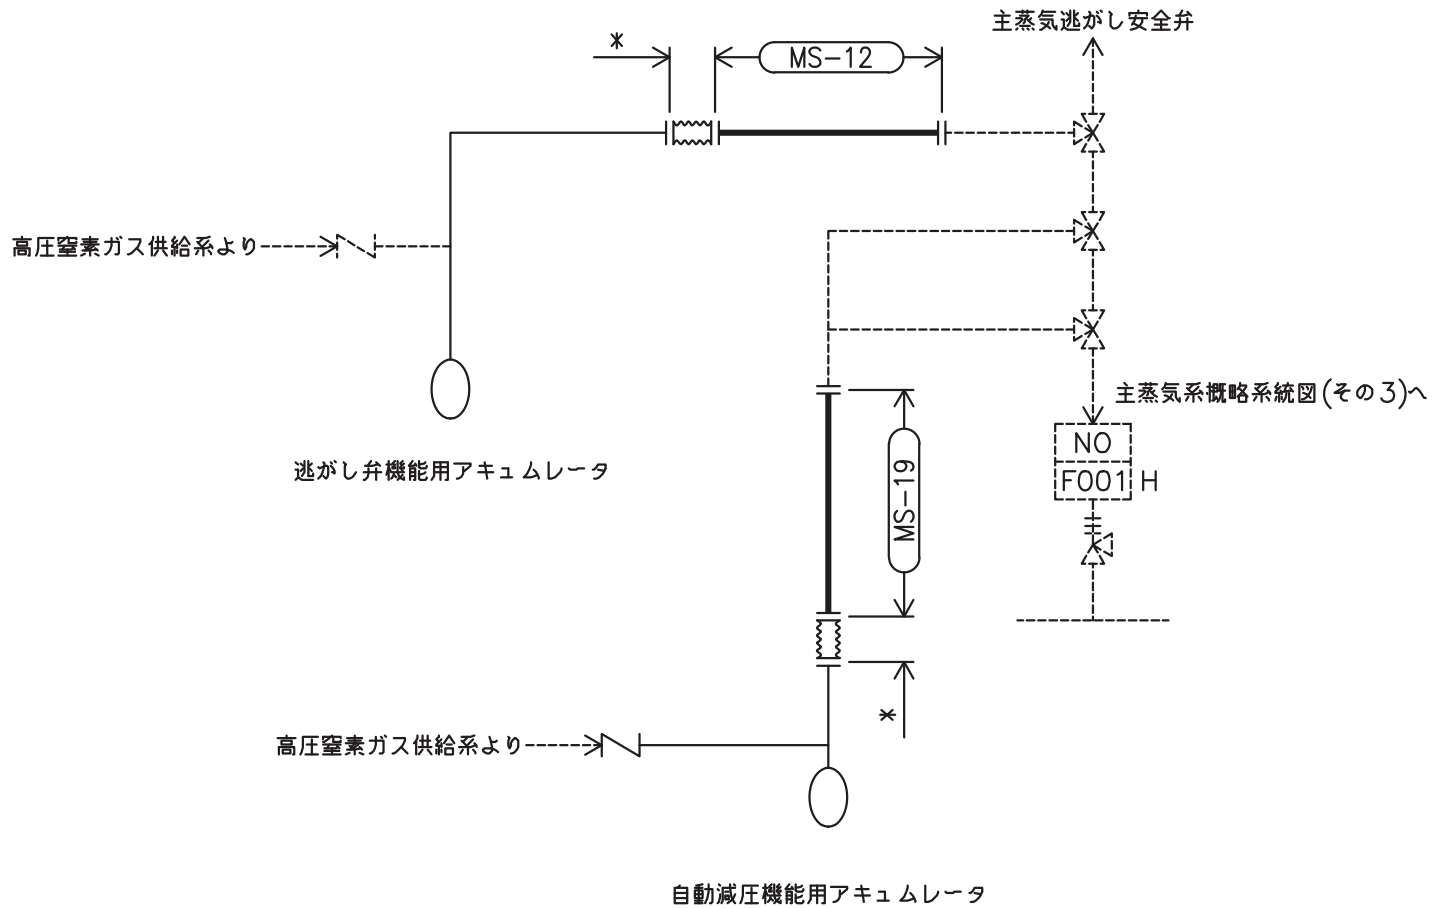 主蒸気逃がし安全弁
*
MS-12
高圧窒素ガス供給系より
主蒸気系概略系統図(その3)へ
NO
F001 H
逃がし弁機能用アキュムレータ
MS-19
*
高圧窒素ガス供給系より
自動減圧機能用アキュムレータ